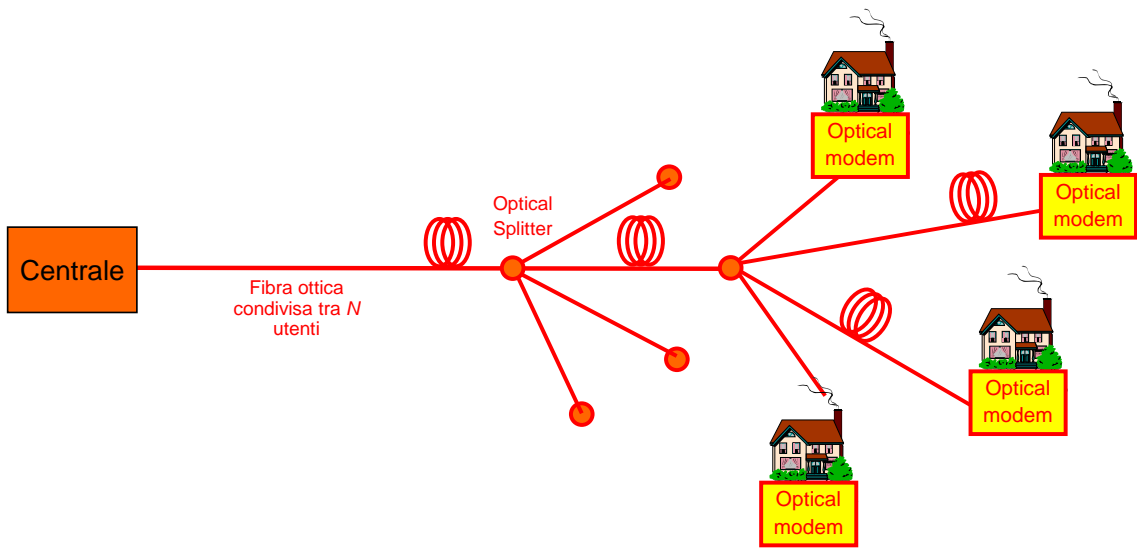 Centrale
Fibra ottica
condivisa tra N
utenti
Optical
Splitter
Optical
modem
Optical
modem
Optical
modem
Optical
modem